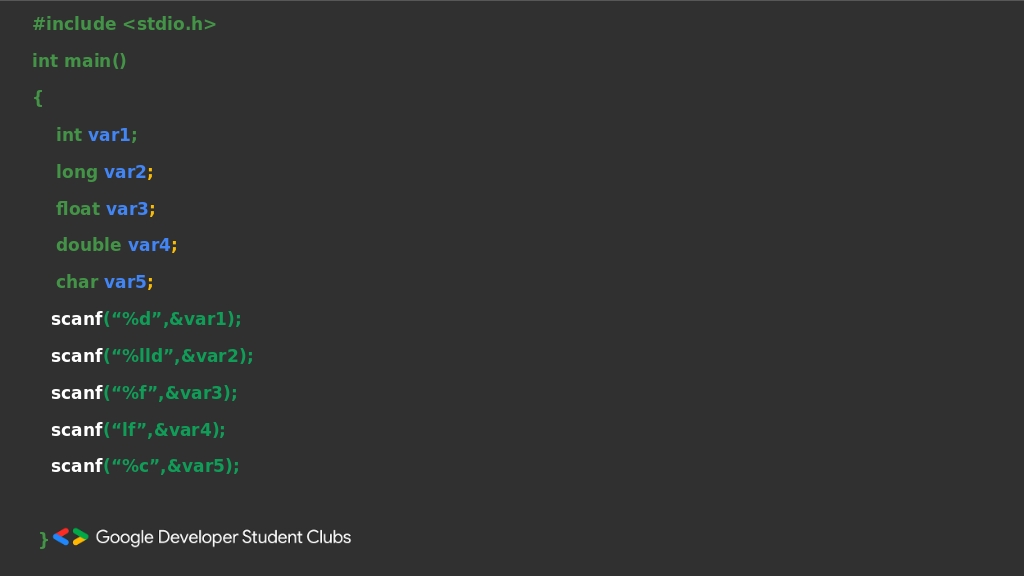 #include <stdio.h>
int main()
{
int var1;
long var2;
float var3;
double var4;
char var5;
scanf(“%d”,&var1);
scanf(“%lld”,&var2);
scanf(“%f”,&var3);
scanf(“lf”,&var4);
scanf(“%c”,&var5);
} Google Developer Student Clubs